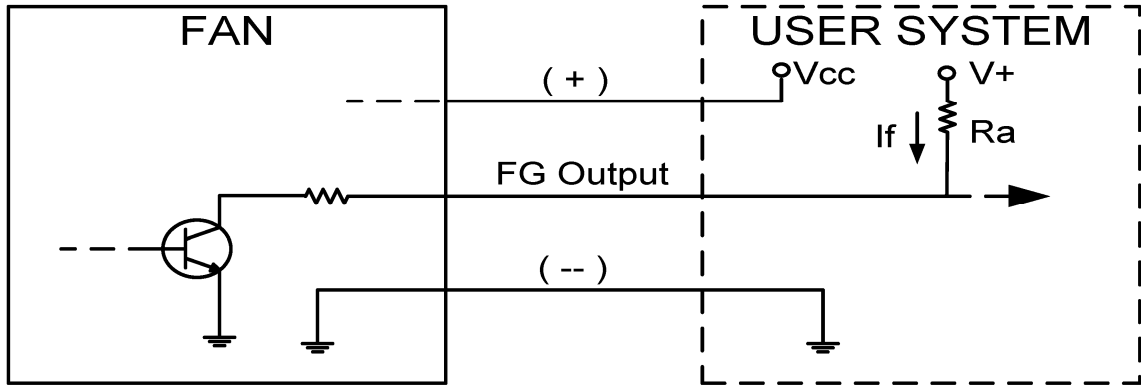 FAN
USER SYSTEM
( + )
Vcc
V+
If
Ra
FG Output
( -- )